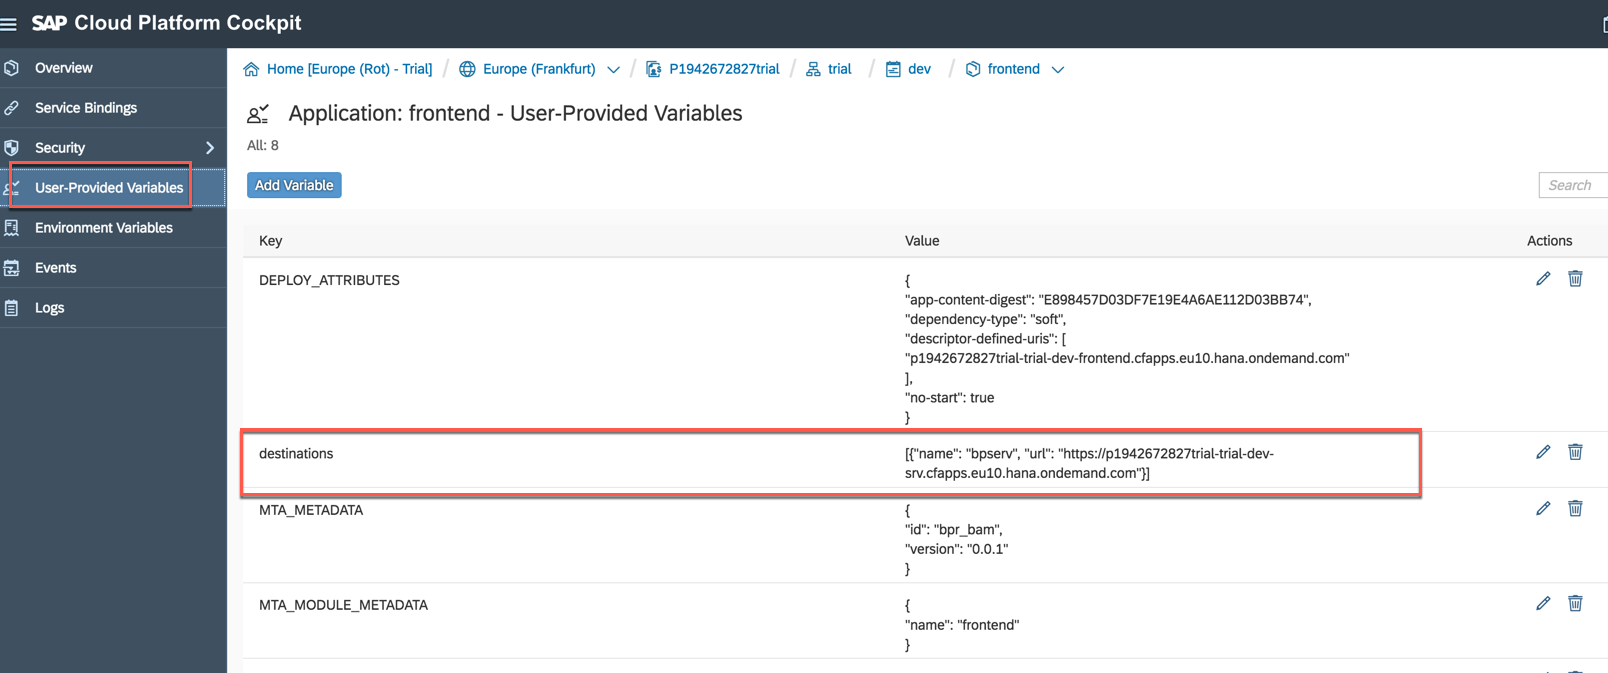 SAP Cloud Platform Cockpit
Overview
Service Bindings
Security
User-Provided Variables
Environment Variables
Events
Logs
Home [Europe (Rot) - Trial] / Europe (Frankfurt) / P1942672827trial / trial / dev / frontend
Application: frontend - User-Provided Variables
All: 8
Add Variable
Search
Key Value Actions
DEPLOY_ATTRIBUTES {
"app-content-digest": "E898457D03DF7E19E4A6AE112D03BB74",
"dependency-type": "soft",
"descriptor-defined-uris": [
"p1942672827trial-trial-dev-frontend.cfapps.eu10.hana.ondemand.com"
],
"no-start": true
}
destinations [{"name": "bpserv", "url": "https://p1942672827trial-trial-dev-
srv.cfapps.eu10.hana.ondemand.com"}]
MTA_METADATA {
"id": "bpr_bam",
"version": "0.0.1"
}
MTA_MODULE_METADATA {
"name": "frontend"
}